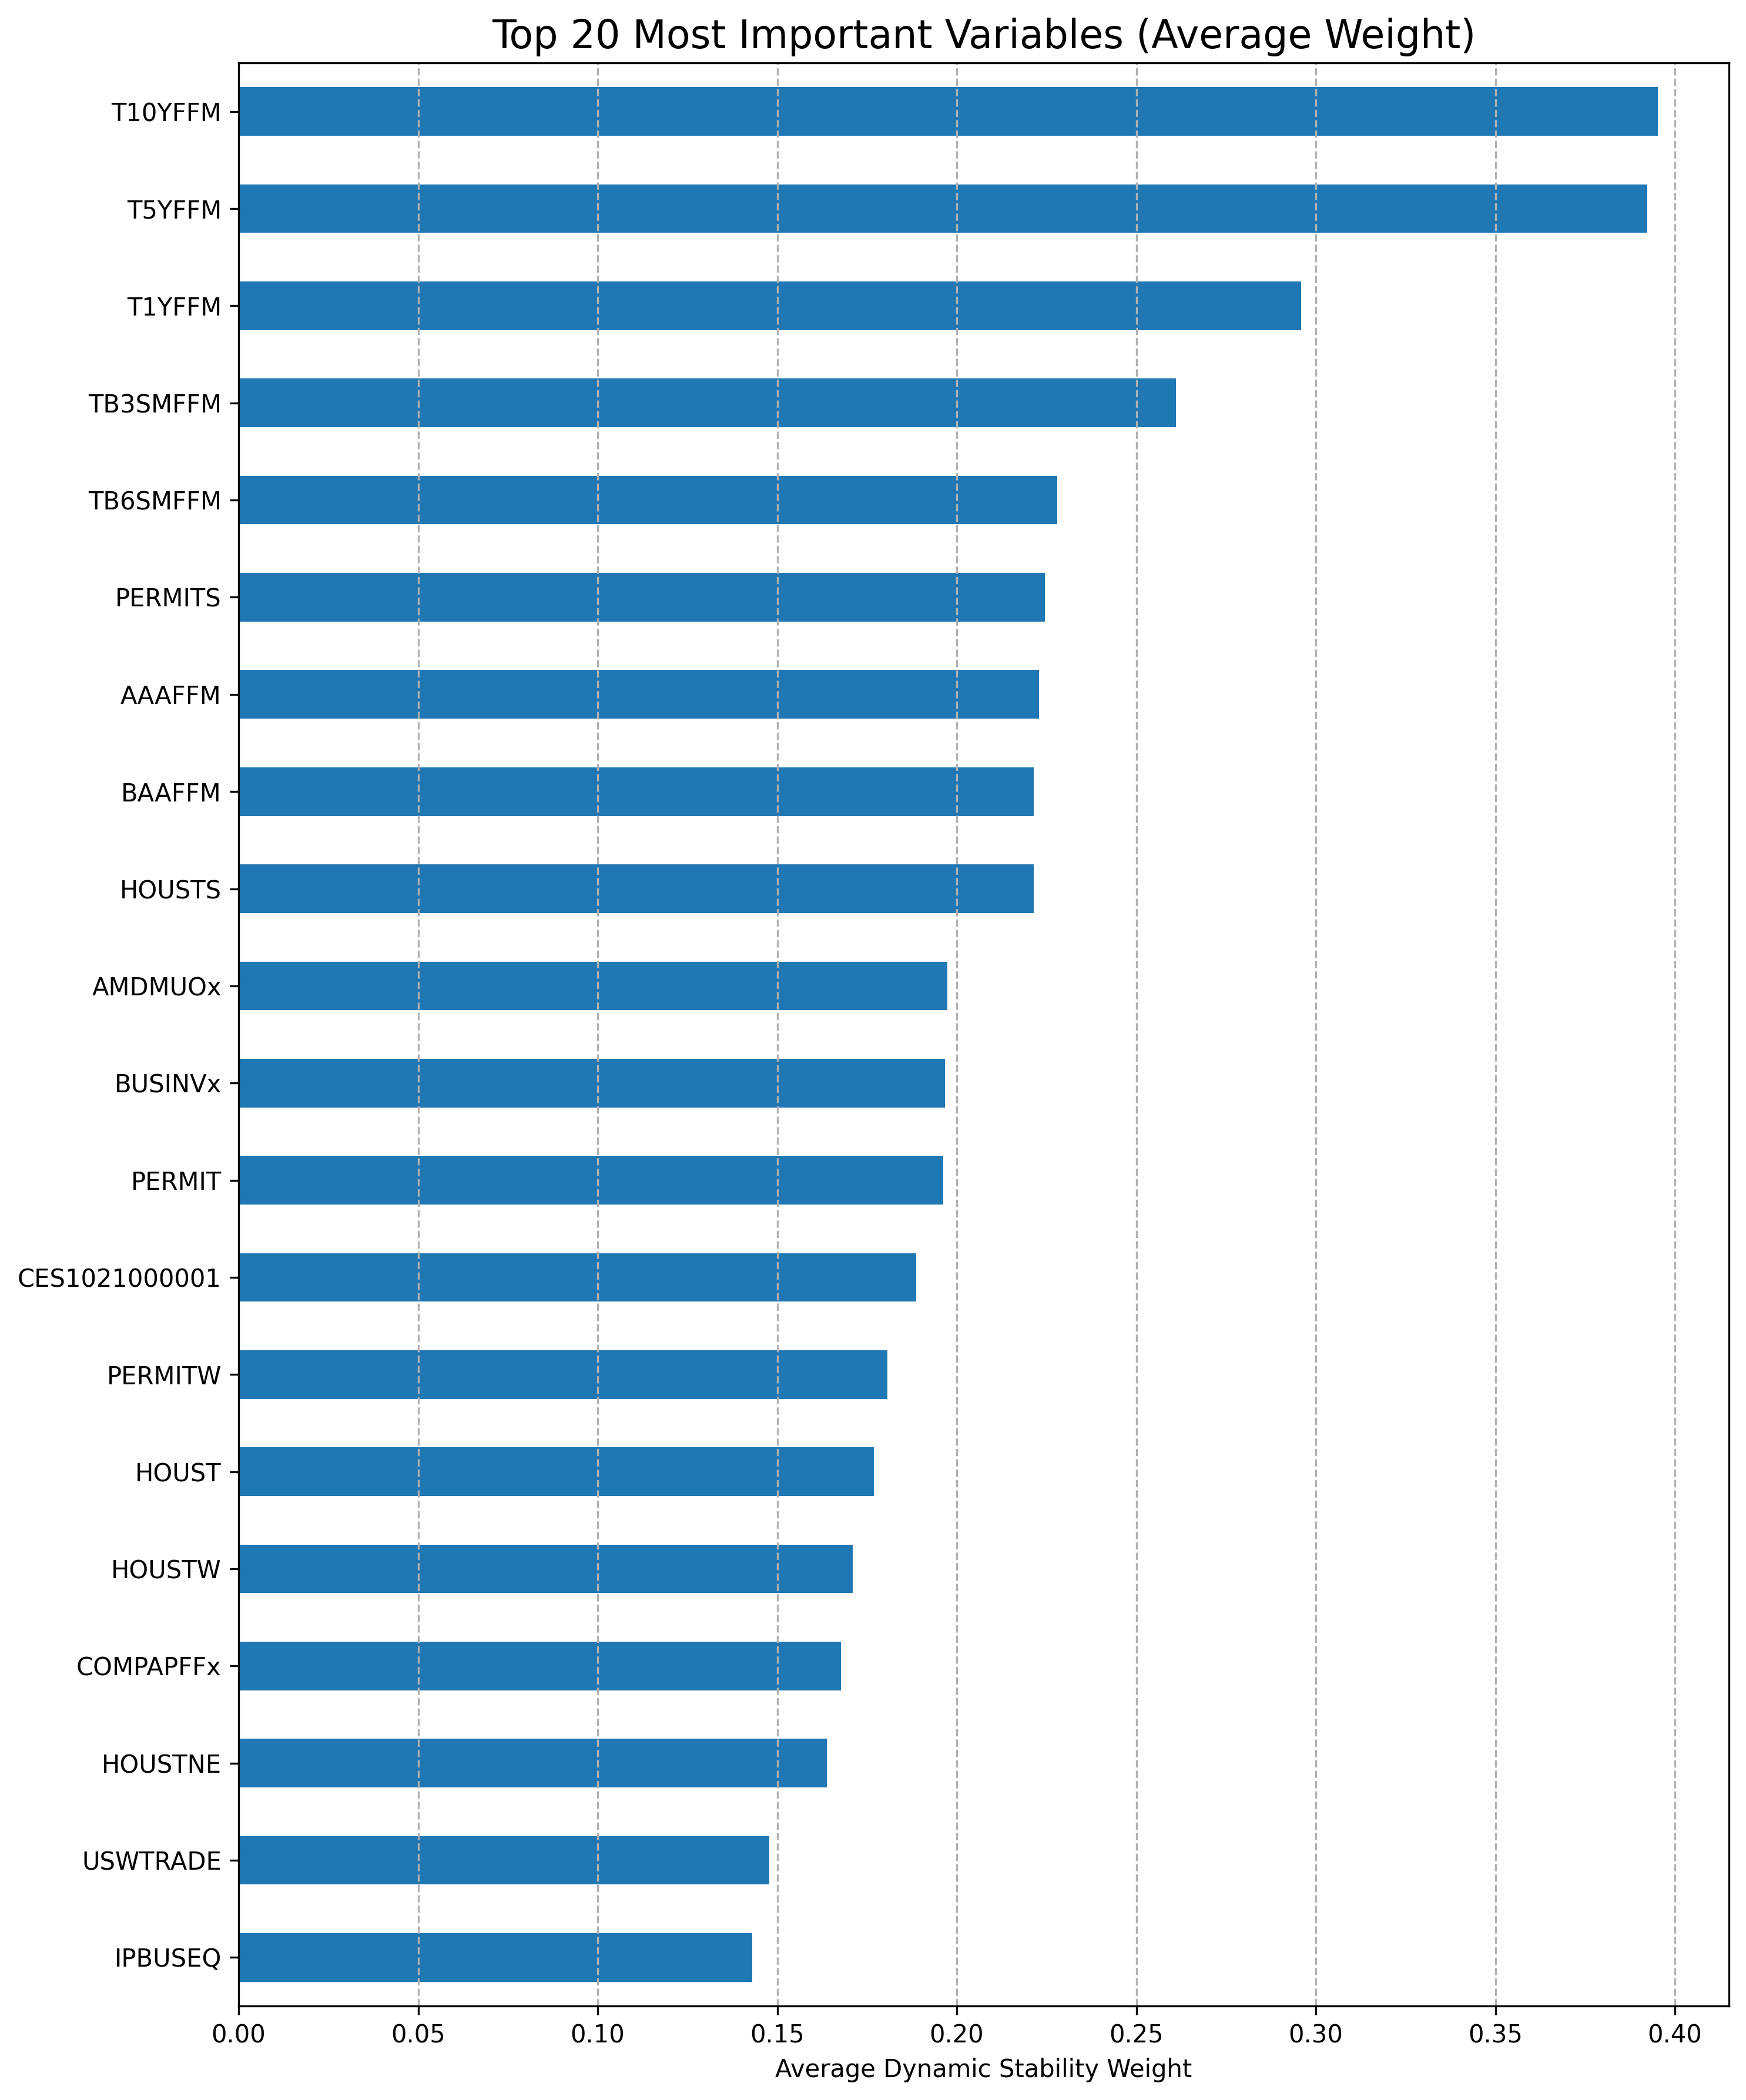 Top 20 Most Important Variables (Average Weight)
T10YFFM
T5YFFM
T1YFFM
TB3SMFFM
TB6SMFFM
PERMITS
AAAFFM
BAAFFM
HOUSTS
AMDMUOx
BUSINVx
PERMIT
CES1021000001
PERMITW
HOUST
HOUSTW
COMPAPFFx
HOUSTNE
USWTRADE
IPBUSEQ
0.00 0.05 0.10 0.15 0.20 0.25 0.30 0.35 0.40
Average Dynamic Stability Weight